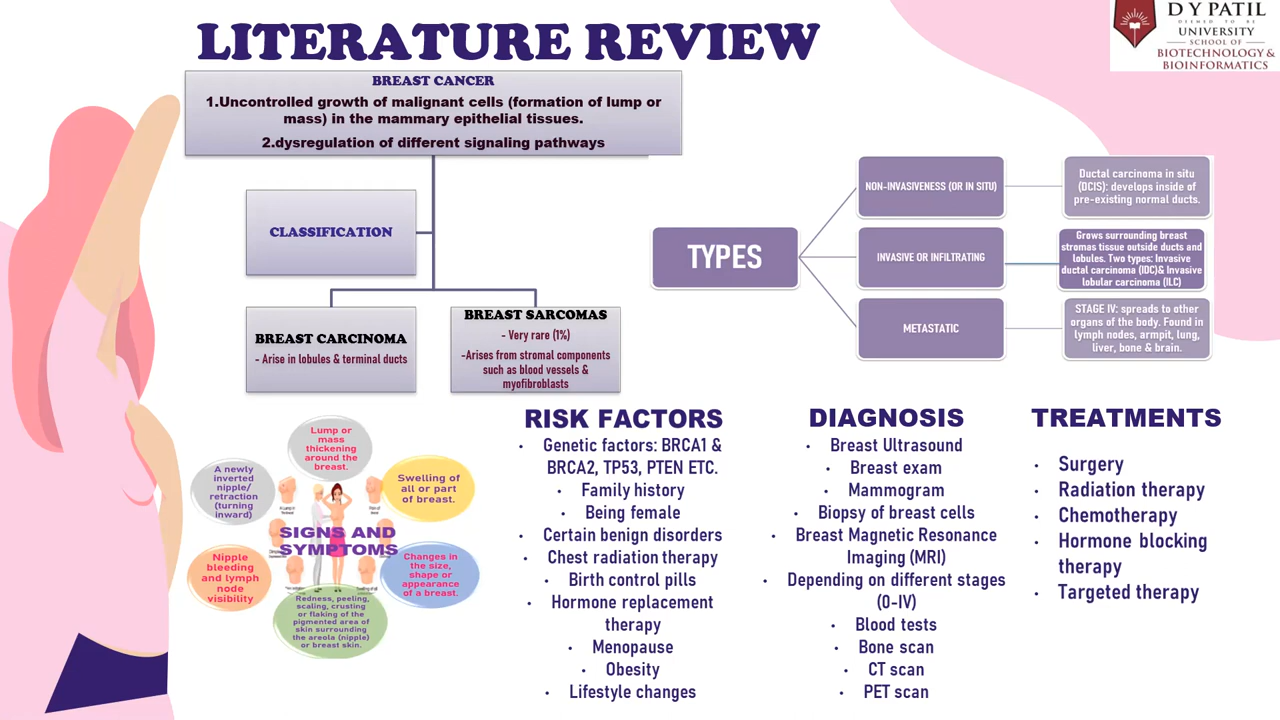 LITERATURE REVIEW
D Y PATIL
DEEMED TO BE
UNIVERSITY
SCHOOL OF
BIOTECHNOLOGY &
BIOINFORMATICS
BREAST CANCER
1.Uncontrolled growth of malignant cells (formation of lump or
mass) in the mammary epithelial tissues.
2.dysregulation of different signaling pathways
CLASSIFICATION
BREAST CARCINOMA
- Arise in lobules & terminal ducts
BREAST SARCOMAS
- Very rare (1%)
-Arises from stromal components
such as blood vessels &
myofibroblasts
TYPES
NON-INVASIVENESS (OR IN SITU)
Ductal carcinoma in situ
(DCIS): develops inside of
pre-existing normal ducts.
INVASIVE OR INFILTRATING
Grows surrounding breast
stromas tissue outside ducts and
lobules. Two types: Invasive
ductal carcinoma (IDC)& Invasive
lobular carcinoma (ILC)
METASTATIC
STAGE IV: spreads to other
organs of the body. Found in
lymph nodes, armpit, lung,
liver, bone & brain.
Lump or
mass
thickening
around the
breast.
A newly
inverted
nipple/
retraction
(turning
inward)
Swelling of
all or part
of breast.
SIGNS AND
SYMPTOMS
Nipple
bleeding
and lymph
node
visibility
Changes in
the size,
shape or
appearance
of a breast.
Redness, peeling,
scaling, crusting
or flaking of the
pigmented area of
skin surrounding
the areola (nipple)
or breast skin.
RISK FACTORS
• Genetic factors: BRCA1 &
BRCA2, TP53, PTEN ETC.
• Family history
• Being female
• Certain benign disorders
• Chest radiation therapy
• Birth control pills
• Hormone replacement
therapy
• Menopause
• Obesity
• Lifestyle changes
DIAGNOSIS
• Breast Ultrasound
• Breast exam
• Mammogram
• Biopsy of breast cells
• Breast Magnetic Resonance
Imaging (MRI)
• Depending on different stages
(0-IV)
• Blood tests
• Bone scan
• CT scan
• PET scan
TREATMENTS
• Surgery
• Radiation therapy
• Chemotherapy
• Hormone blocking
therapy
• Targeted therapy